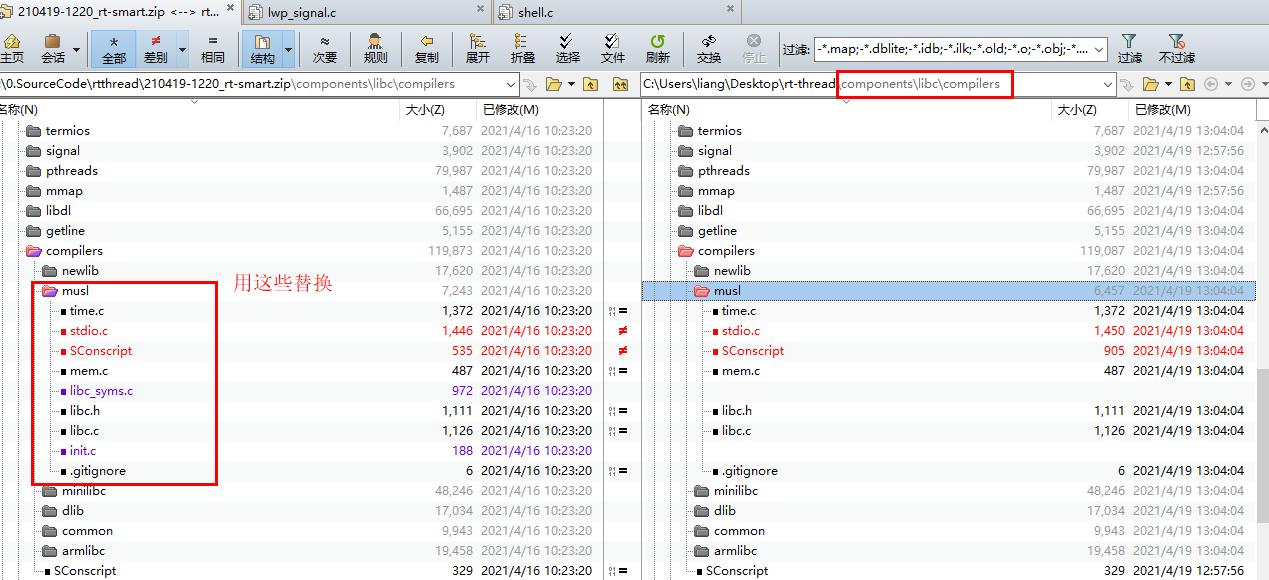 210419-1220_rt-smart.zip <--> rt... lwp_signal.c shell.c
主页 会话 全部 差别 相同 结构 次要 规则 复制 展开 折叠 选择 文件 刷新 交换 停止 过滤: -*.map;-*.dblite;-*.idb;-*.ilk;-*.old;-*.o;-*.obj;-*.... 过滤 不过滤
:\0.SourceCode\rtthread\210419-1220_rt-smart.zip\components\libc\compilers C:\Users\liang\Desktop\rt-thread\components\libc\compilers
名称(N) 大小(Z) 已修改(M) 名称(N) 大小(Z) 已修改(M)
termios 7,687 2021/4/16 10:23:20 termios 7,687 2021/4/19 13:04:04
signal 3,902 2021/4/16 10:23:20 signal 3,902 2021/4/19 12:57:56
pthreads 79,987 2021/4/16 10:23:20 pthreads 79,987 2021/4/19 13:04:04
mmap 1,487 2021/4/16 10:23:20 mmap 1,487 2021/4/19 12:57:56
libdl 66,695 2021/4/16 10:23:20 libdl 66,695 2021/4/19 13:04:04
getline 5,155 2021/4/16 10:23:20 getline 5,155 2021/4/19 13:04:04
compilers 119,873 2021/4/16 10:23:20 compilers 119,087 2021/4/19 13:04:04
newlib 17,620 2021/4/16 10:23:20 newlib 17,620 2021/4/19 13:04:04
用这些替换
musl 7,243 2021/4/16 10:23:20 musl 6,457 2021/4/19 13:04:04
time.c 1,372 2021/4/16 10:23:20 = time.c 1,372 2021/4/19 13:04:04
stdio.c 1,446 2021/4/16 10:23:20 ≠ stdio.c 1,450 2021/4/19 13:04:04
SConscript 535 2021/4/16 10:23:20 ≠ SConscript 905 2021/4/19 13:04:04
mem.c 487 2021/4/16 10:23:20 = mem.c 487 2021/4/19 13:04:04
libc_syms.c 972 2021/4/16 10:23:20
libc.h 1,111 2021/4/16 10:23:20 = libc.h 1,111 2021/4/19 13:04:04
libc.c 1,126 2021/4/16 10:23:20 = libc.c 1,126 2021/4/19 13:04:04
init.c 188 2021/4/16 10:23:20
.gitignore 6 2021/4/16 10:23:20 = .gitignore 6 2021/4/19 13:04:04
minilibc 48,246 2021/4/16 10:23:20 minilibc 48,246 2021/4/19 13:04:04
dlib 17,034 2021/4/16 10:23:20 dlib 17,034 2021/4/19 13:04:04
common 9,943 2021/4/16 10:23:20 common 9,943 2021/4/19 13:04:04
armlibc 19,458 2021/4/16 10:23:20 armlibc 19,458 2021/4/19 13:04:04
SConscript 329 2021/4/16 10:23:20 = SConscript 329 2021/4/19 12:57:56